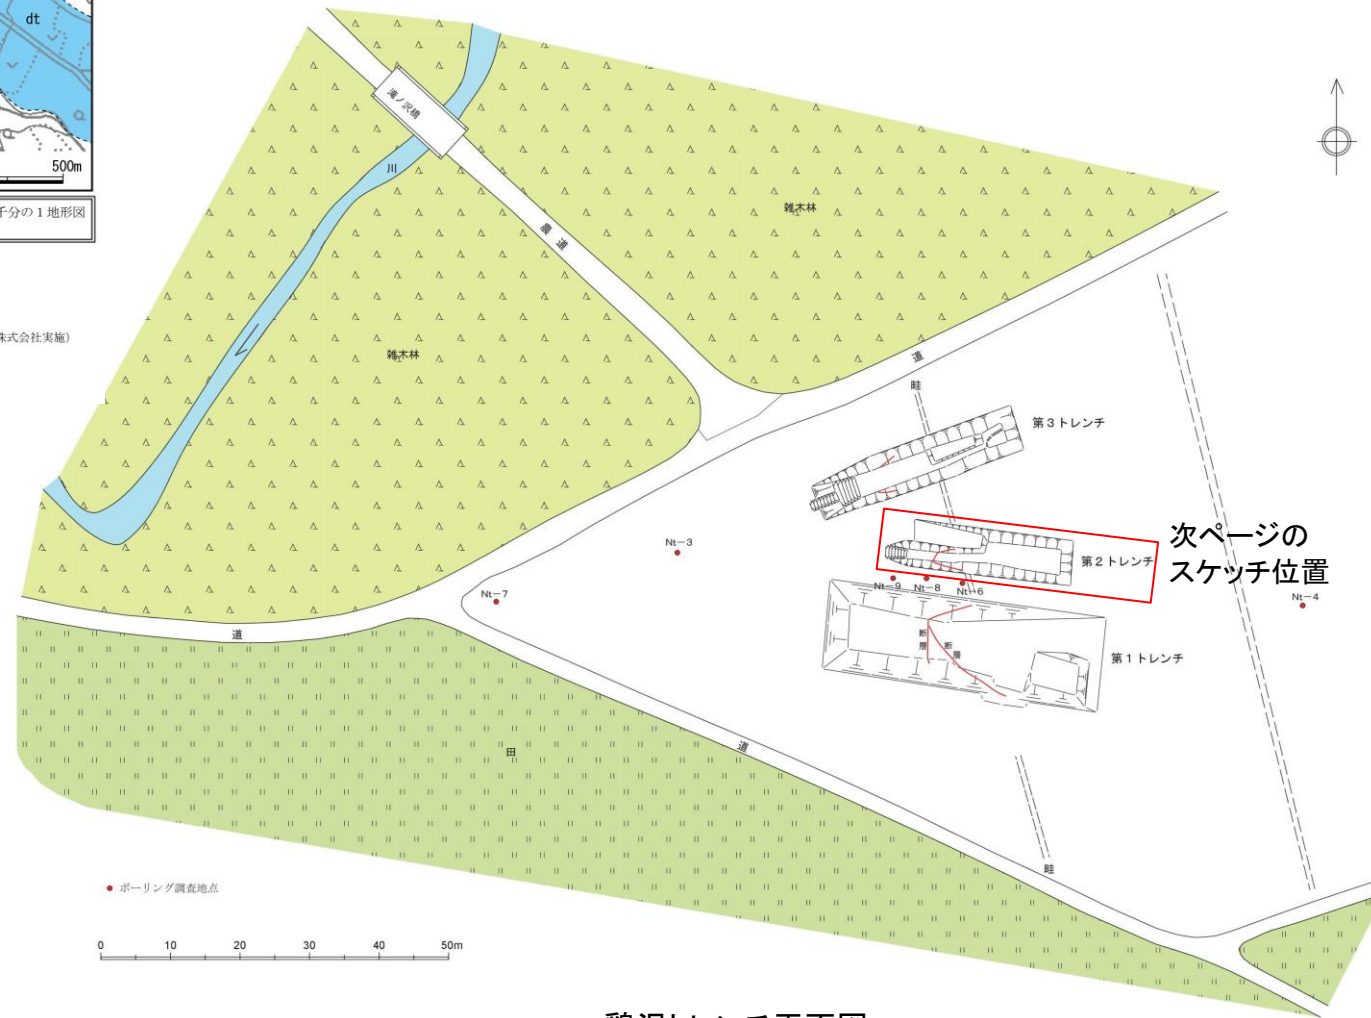 dt
500m
千分の1地形図
株式会社実施）
滝ノ沢橋
川
農道
雑木林
雑木林
道
畦
第3トレンチ
次ページの
スケッチ位置
第2トレンチ
Nt-3
Nt-9
Nt-8
Nt-6
Nt-4
Nt-7
道
断層
断層
第1トレンチ
田
道
畦
ボーリング調査地点
0 10 20 30 40 50m